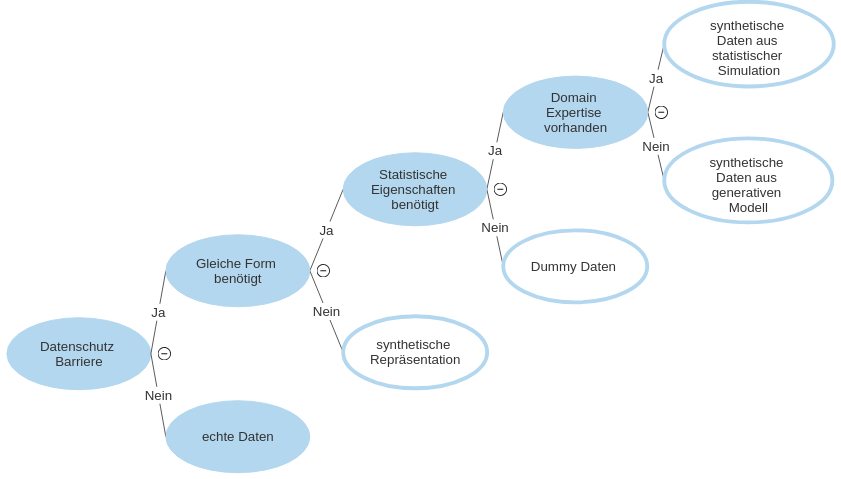 synthetische
Daten aus
statistischer
Simulation
Ja
Domain
Expertise
vorhanden
Nein
synthetische
Daten aus
generativen
Modell
Ja
Statistische
Eigenschaften
benötigt
Nein
Dummy Daten
Ja
Gleiche Form
benötigt
Nein
synthetische
Repräsentation
Ja
Datenschutz
Barriere
Nein
echte Daten